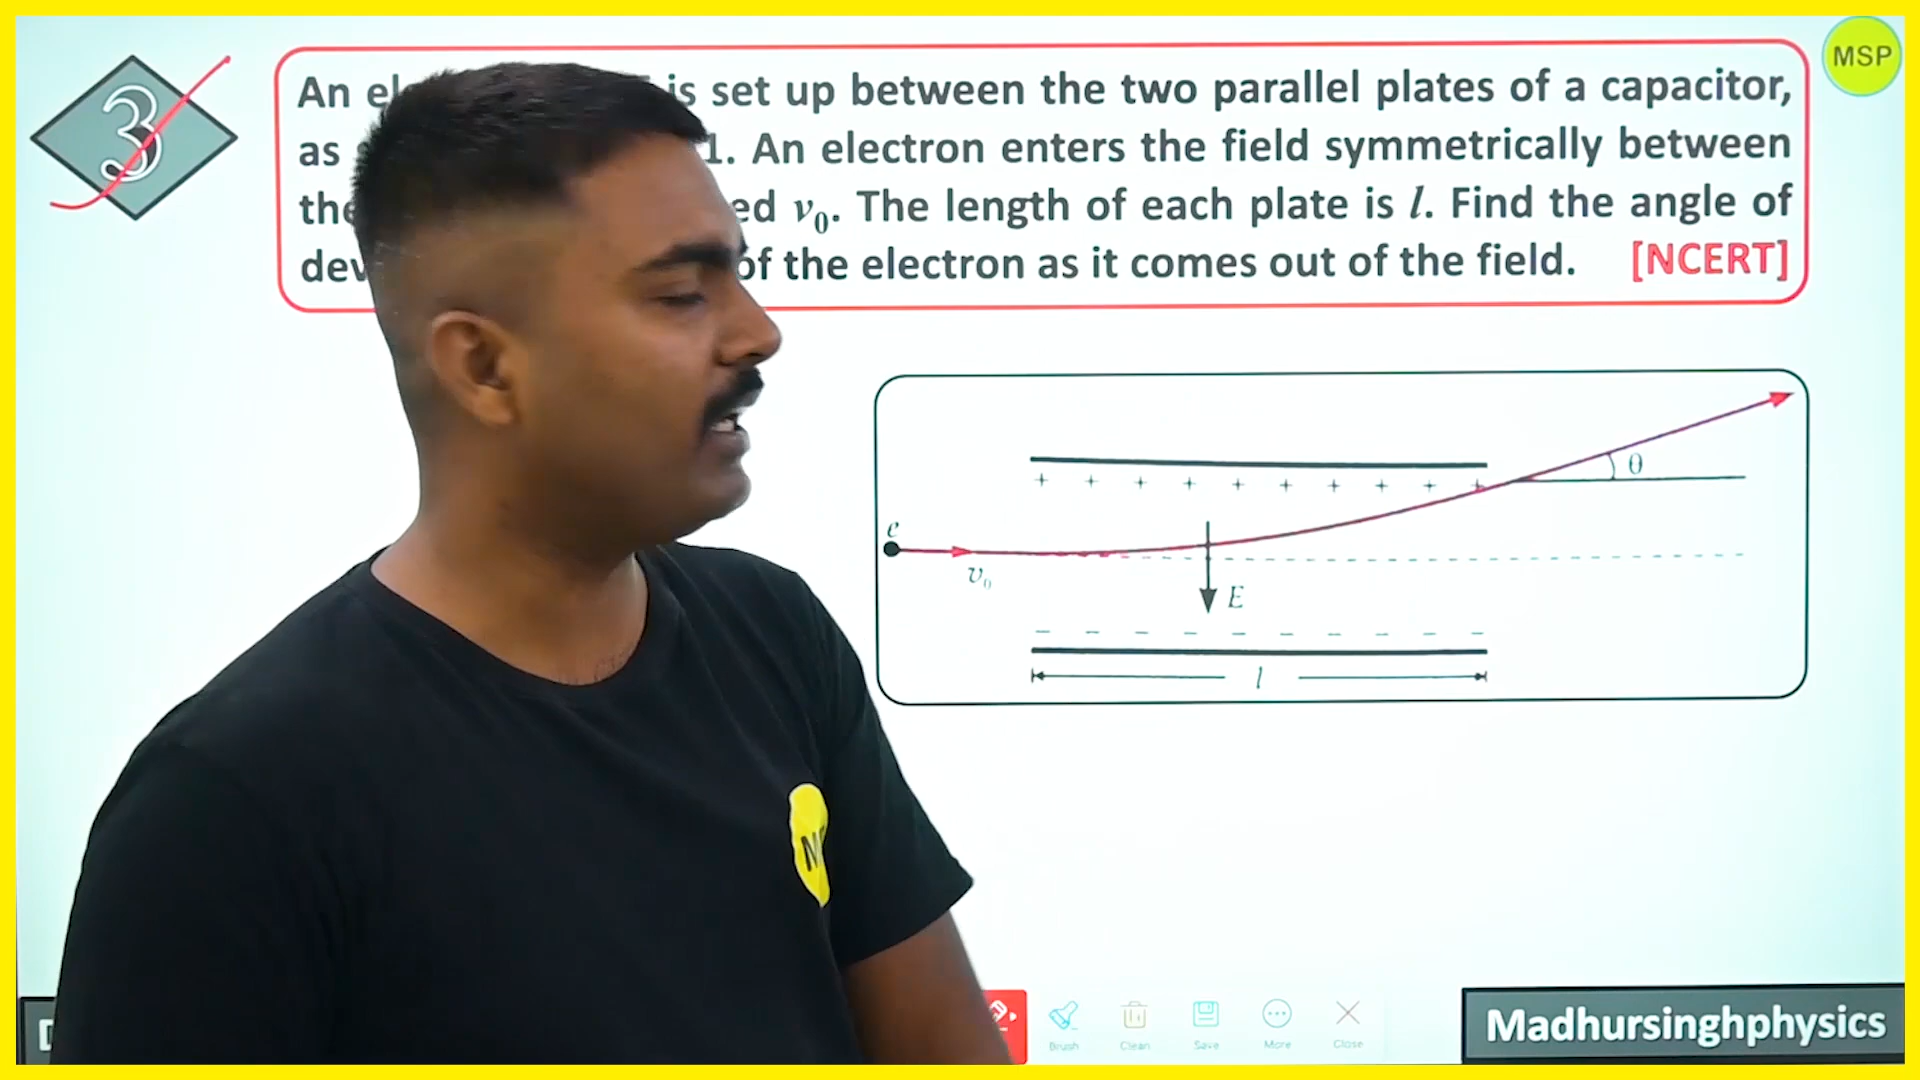 MSP
3
An el is set up between the two parallel plates of a capacitor,
as 1. An electron enters the field symmetrically between
the ed v₀. The length of each plate is l. Find the angle of
dev of the electron as it comes out of the field. [NCERT]
+ + + + + + + + + +
θ
e
v₀
E
− − − − − − − − − −
l
M
Brush Clean Save More Close
Madhursinghphysics